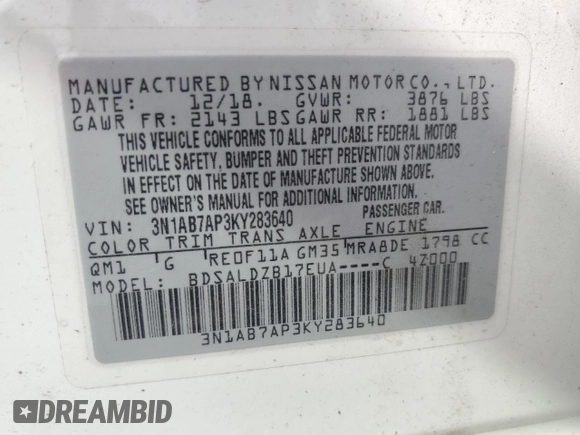 MANUFACTURED BY NISSAN MOTOR CO., LTD.
DATE: 12/18. GVWR: 3876 LBS
GAWR FR: 2143 LBS GAWR RR: 1881 LBS
THIS VEHICLE CONFORMS TO ALL APPLICABLE FEDERAL MOTOR
VEHICLE SAFETY, BUMPER AND THEFT PREVENTION STANDARDS
IN EFFECT ON THE DATE OF MANUFACTURE SHOWN ABOVE.
SEE OWNER'S MANUAL FOR ADDITIONAL INFORMATION.
VIN: 3N1AB7AP3KY283640 PASSENGER CAR.
COLOR TRIM TRANS AXLE ENGINE
QM1 G RE0F11A GM35 MRA8DE 1798 CC
MODEL: BDSALDZB17EUA----C 4Z000
3N1AB7AP3KY283640
DREAMBID